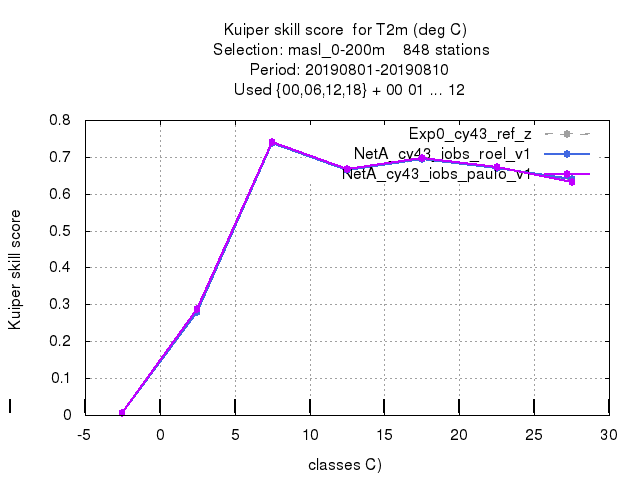 Kuiper skill score  for T2m (deg C)
Selection: masl_0-200m    848 stations
Period: 20190801-20190810
Used {00,06,12,18} + 00 01 ... 12
Exp0_cy43_ref_z
NetA_cy43_iobs_roel_v1
NetA_cy43_iobs_paulo_v1
Kuiper skill score
0.8
0.7
0.6
0.5
0.4
0.3
0.2
0.1
0
-5 0 5 10 15 20 25 30
classes C)